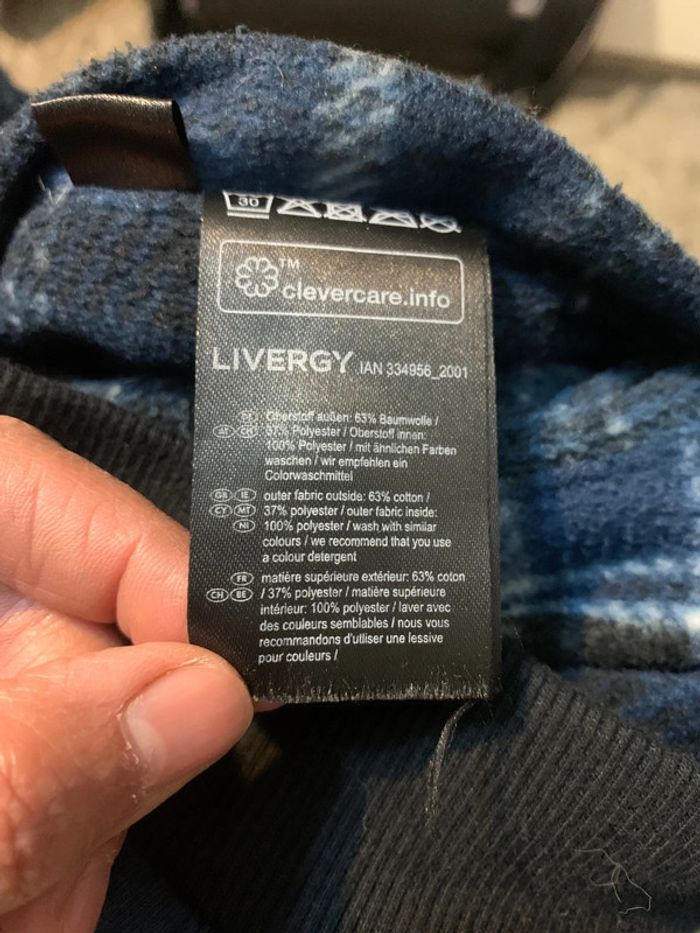 30
TM
clevercare.info
LIVERGY IAN 334956_2001
DE Oberstoff außen: 63% Baumwolle /
AT CH 37% Polyester / Oberstoff innen:
100% Polyester / mit ähnlichen Farben
waschen / wir empfehlen ein
Colorwaschmittel
GB IE outer fabric outside: 63% cotton /
CY MT 37% polyester / outer fabric inside:
NI 100% polyester / wash with similar
colours / we recommend that you use
a colour detergent
FR matière supérieure extérieur: 63% coton
CH BE / 37% polyester / matière supérieure
intérieur: 100% polyester / laver avec
des couleurs semblables / nous vous
recommandons d'utiliser une lessive
pour couleurs /